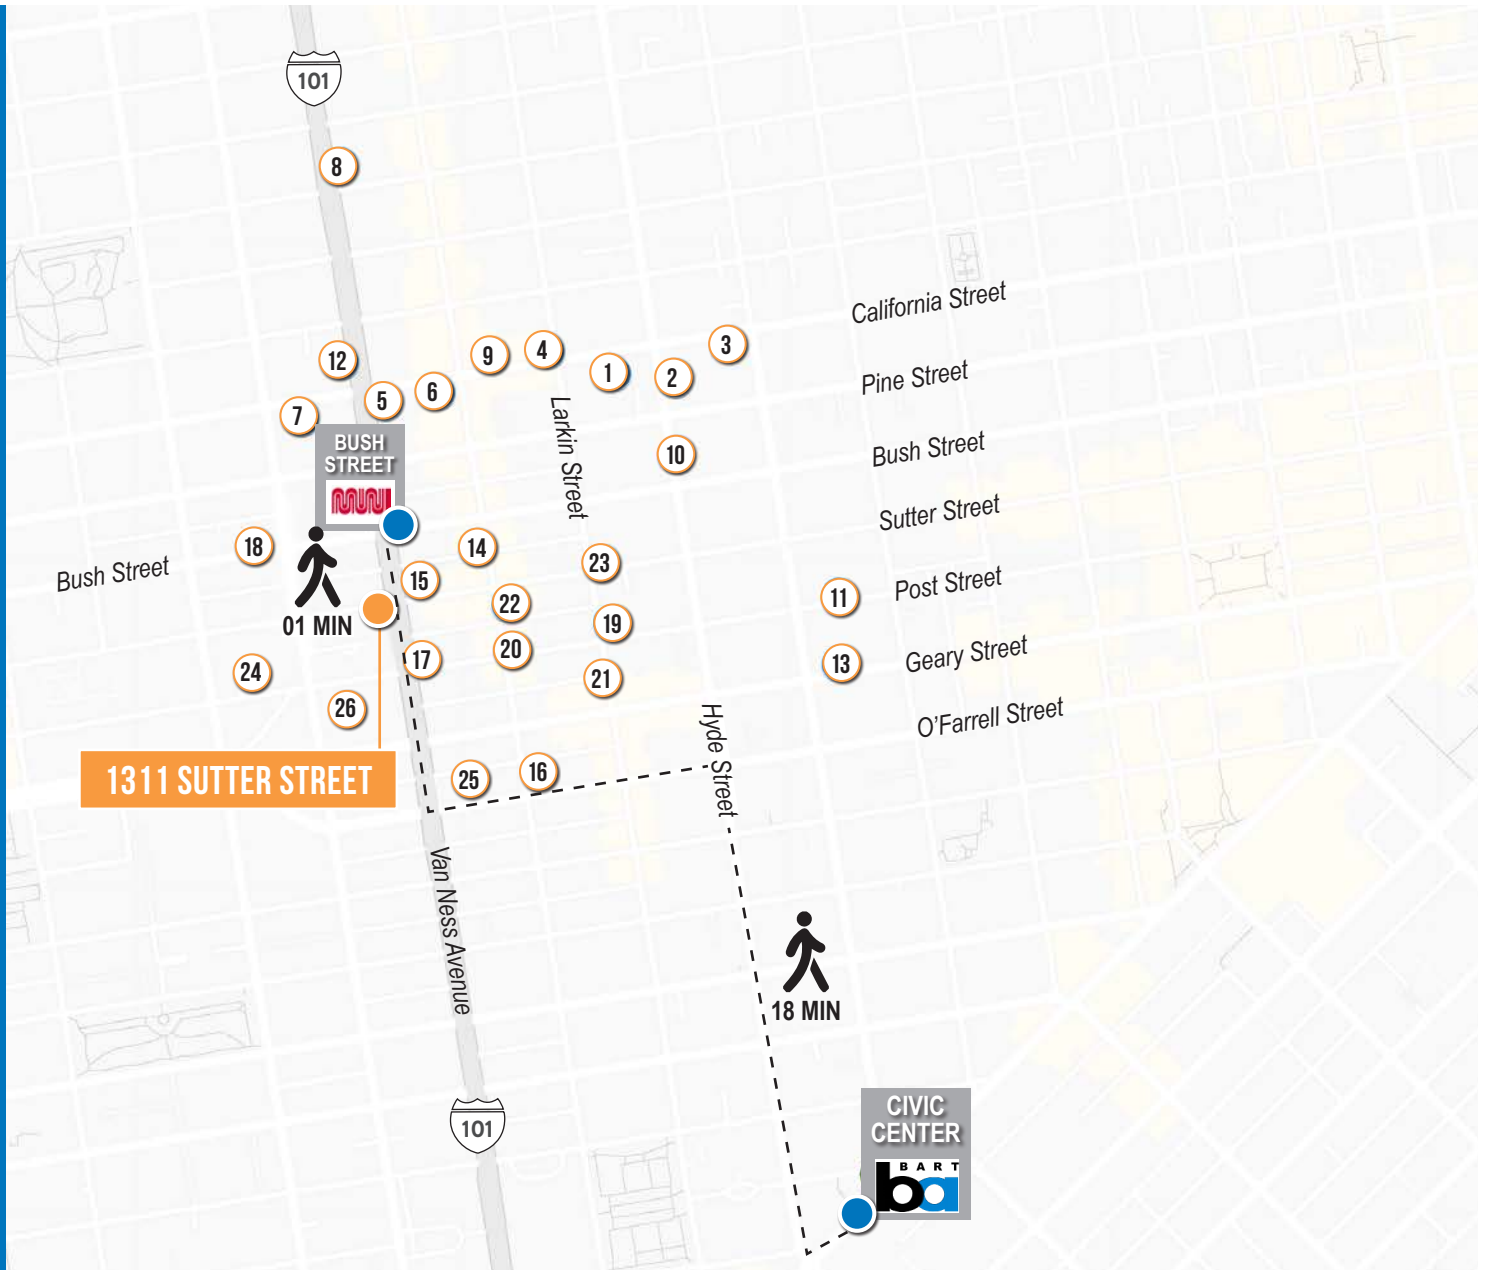 101
8
California Street
12
9
4
1
2
3
Pine Street
7
5
6
Larkin Street
BUSH
STREET
MUNI
10
Bush Street
Sutter Street
18
14
15
23
Bush Street
01 MIN
22
19
11
Post Street
24
17
20
21
13
Geary Street
26
Hyde Street
O'Farrell Street
1311 SUTTER STREET
25
16
Van Ness Avenue
18 MIN
101
CIVIC
CENTER
BART
ba